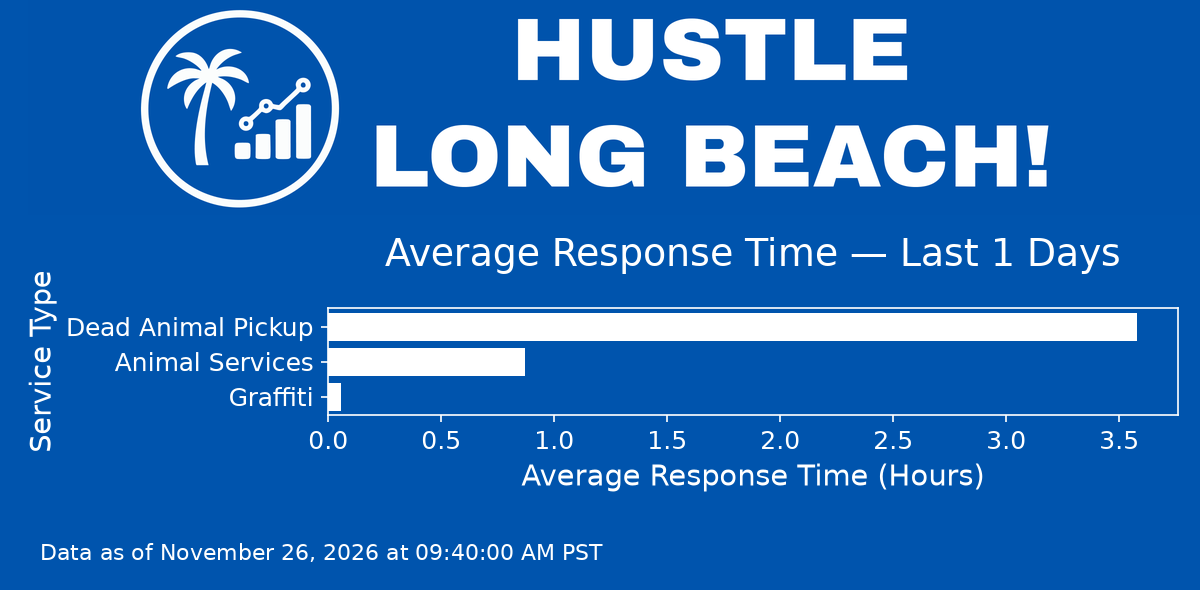 HUSTLE
LONG BEACH!
Average Response Time — Last 1 Days
Service Type
Dead Animal Pickup
Animal Services
Graffiti
0.0 0.5 1.0 1.5 2.0 2.5 3.0 3.5
Average Response Time (Hours)
Data as of November 26, 2026 at 09:40:00 AM PST